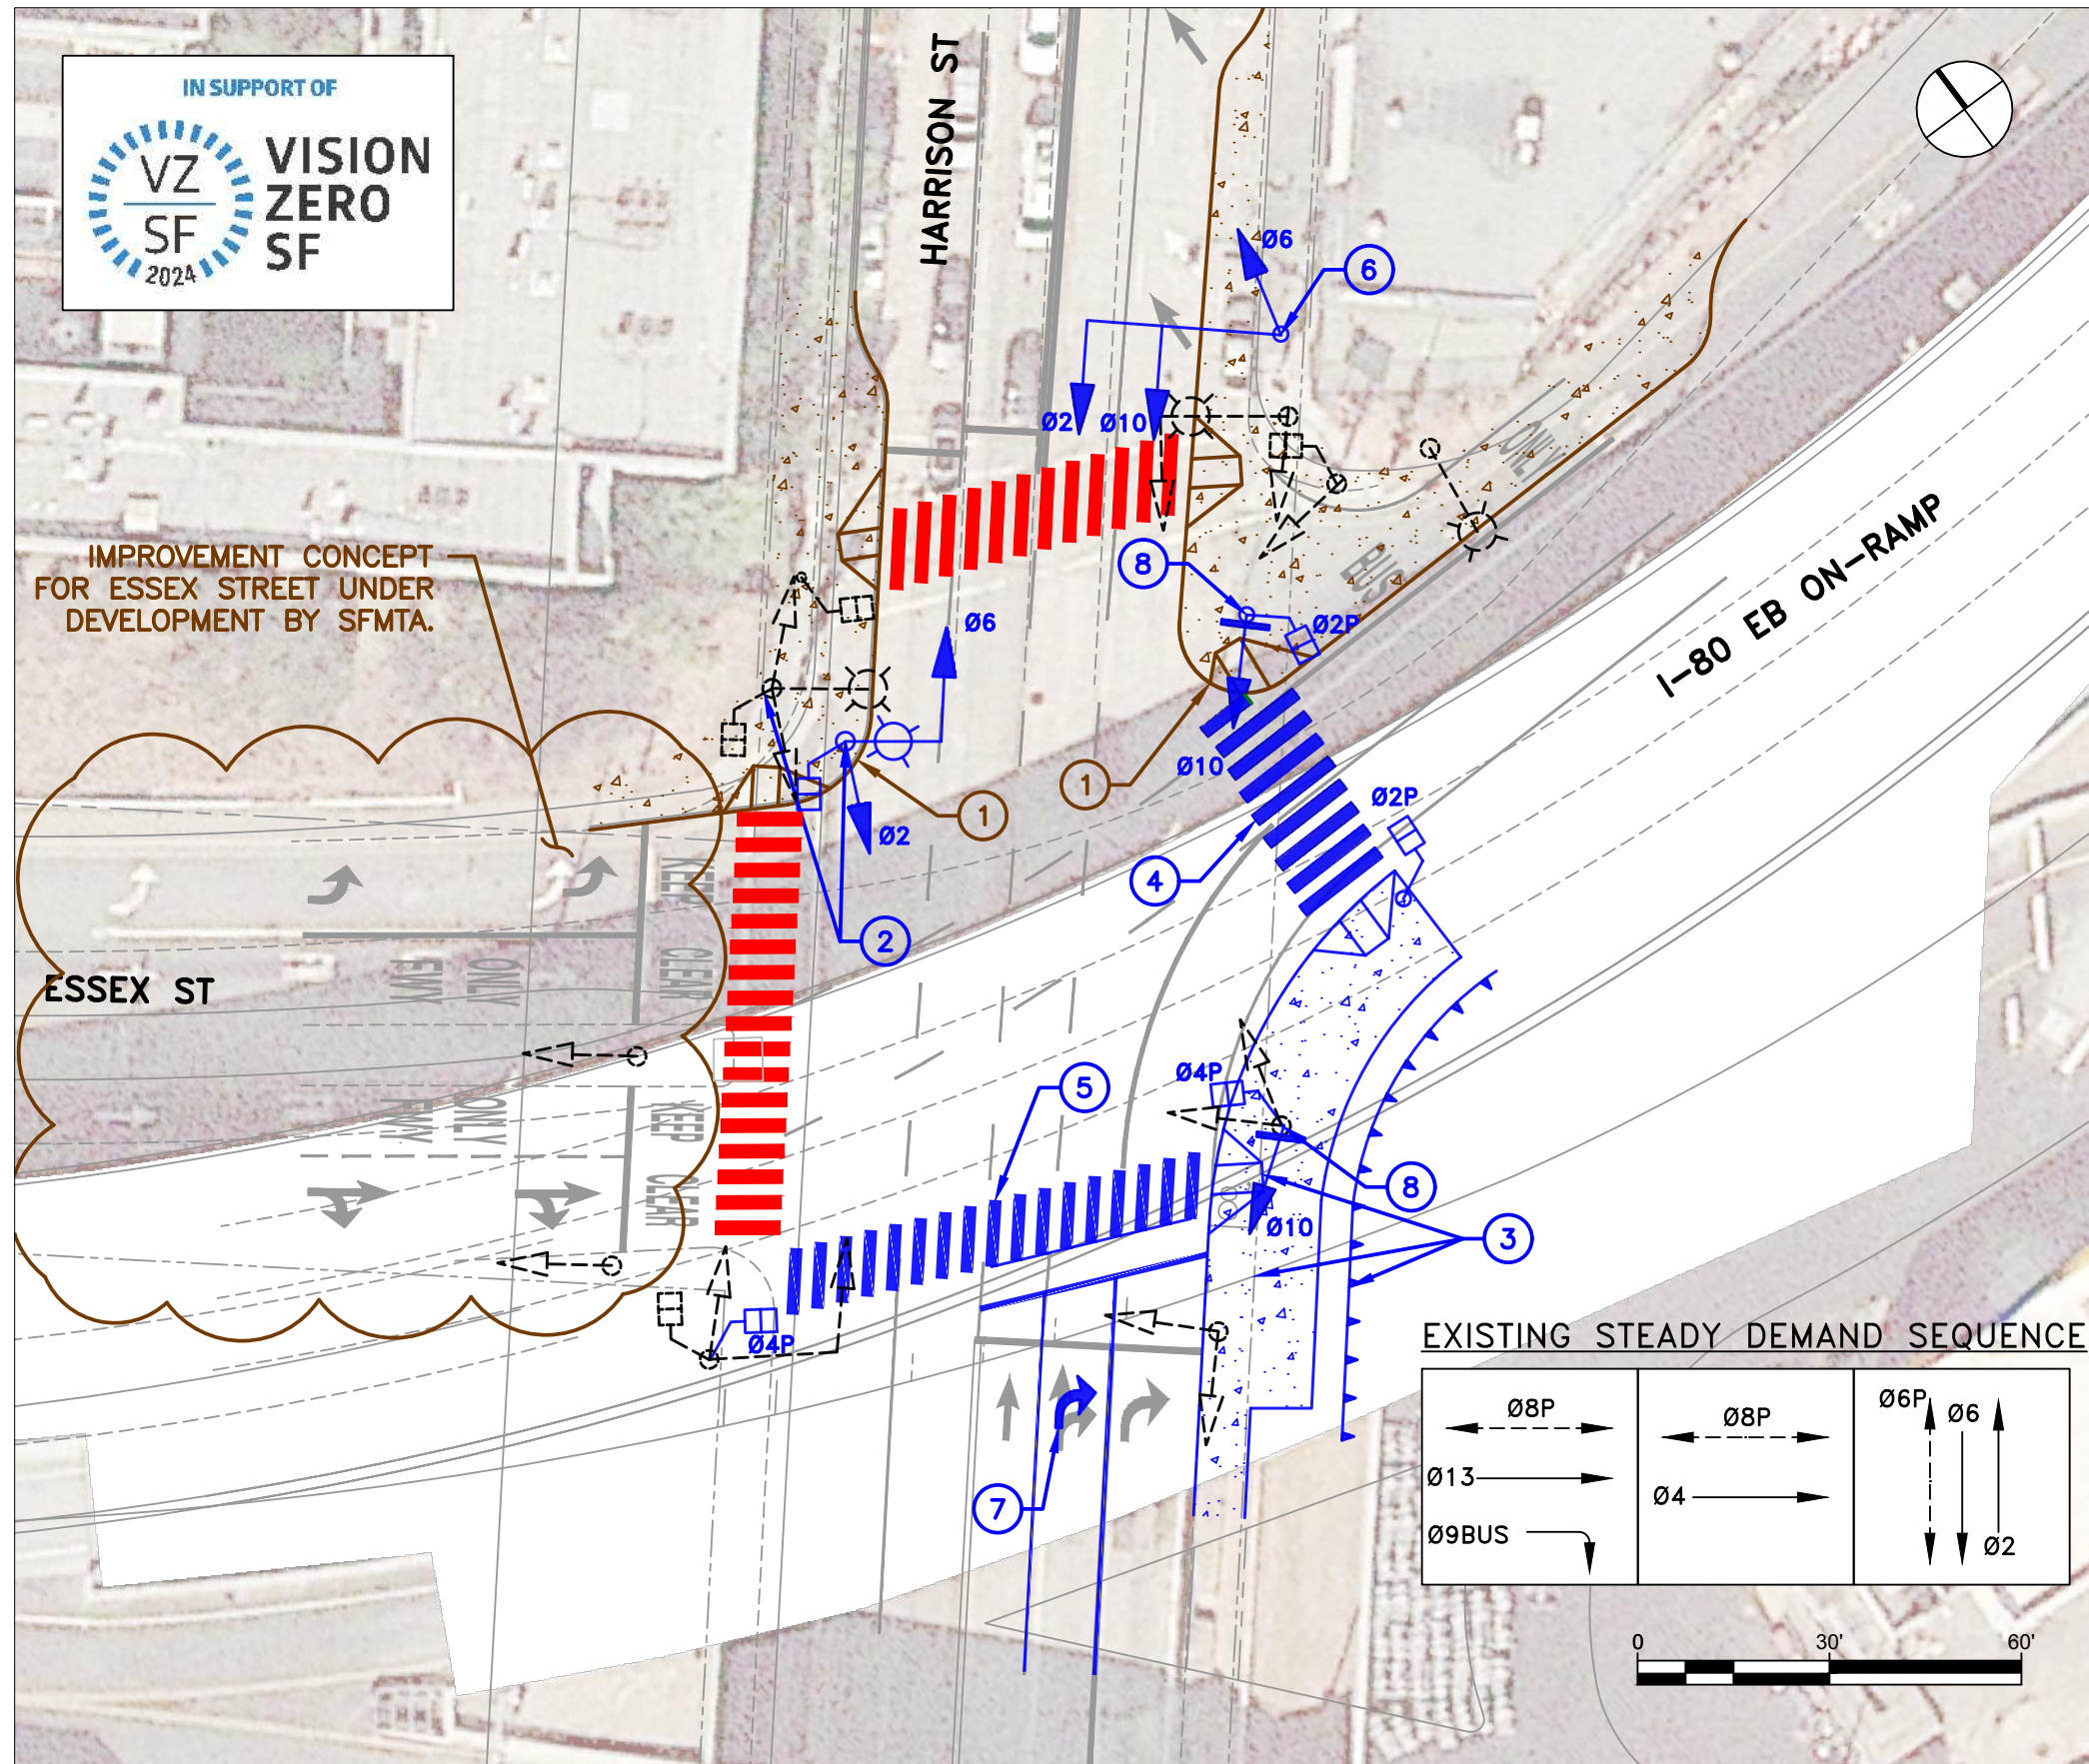 IN SUPPORT OF
VZ
SF
2024
VISION
ZERO
SF
HARRISON ST
Ø6
6
Ø2
Ø10
ONLY
BUS
I-80 EB ON-RAMP
8
Ø2P
IMPROVEMENT CONCEPT
FOR ESSEX STREET UNDER
DEVELOPMENT BY SFMTA.
Ø6
Ø10
1
1
Ø2P
Ø2
4
2
KEEP
CLEAR
ONLY
FWY
ESSEX ST
Ø4P
5
KEEP
CLEAR
ONLY
FWY
8
Ø10
3
Ø4P
7
EXISTING STEADY DEMAND SEQUENCE
Ø8P
Ø13
Ø9BUS
Ø8P
Ø4
Ø6P
Ø6
Ø2
0 30' 60'